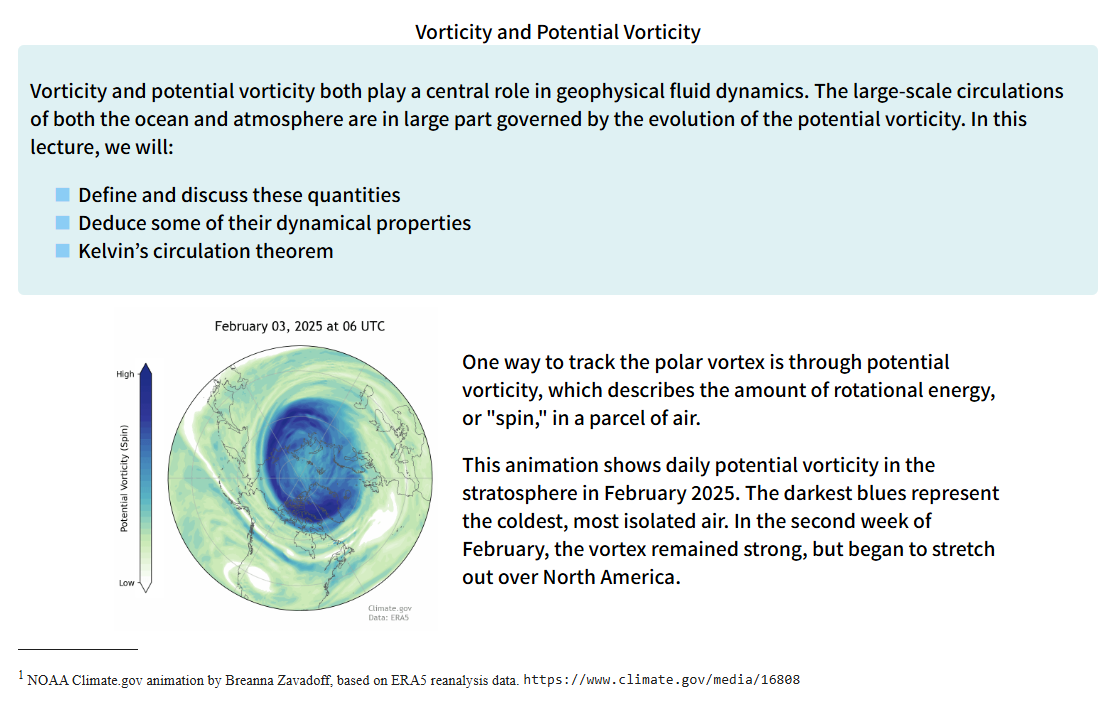 Vorticity and Potential Vorticity
Vorticity and potential vorticity both play a central role in geophysical fluid dynamics. The large-scale circulations
of both the ocean and atmosphere are in large part governed by the evolution of the potential vorticity. In this
lecture, we will:
Define and discuss these quantities
Deduce some of their dynamical properties
Kelvin’s circulation theorem
February 03, 2025 at 06 UTC
High
Potential Vorticity (Spin)
Low
Climate.gov
Data: ERA5
One way to track the polar vortex is through potential
vorticity, which describes the amount of rotational energy,
or "spin," in a parcel of air.
This animation shows daily potential vorticity in the
stratosphere in February 2025. The darkest blues represent
the coldest, most isolated air. In the second week of
February, the vortex remained strong, but began to stretch
out over North America.
1 NOAA Climate.gov animation by Breanna Zavadoff, based on ERA5 reanalysis data. https://www.climate.gov/media/16808